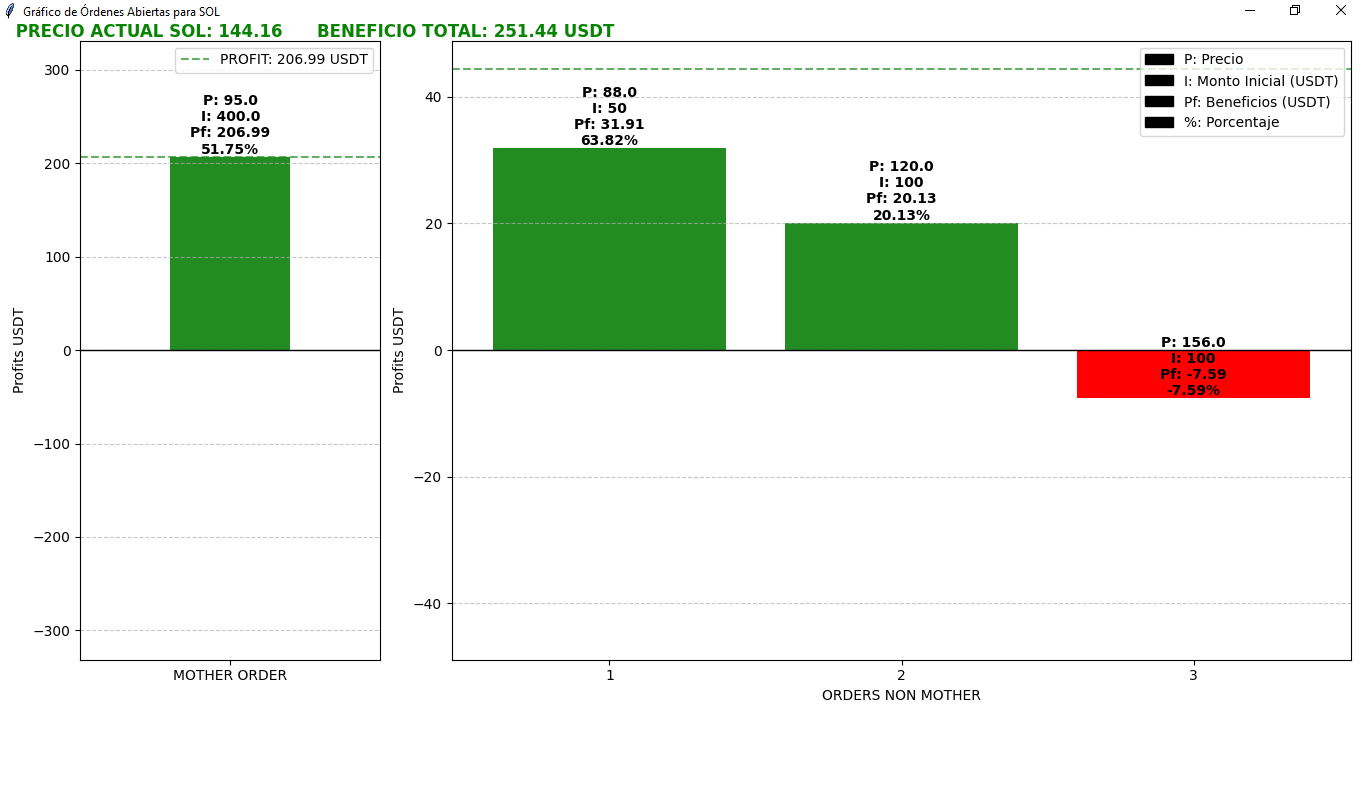 Gráfico de Órdenes Abiertas para SOL
PRECIO ACTUAL SOL: 144.16 BENEFICIO TOTAL: 251.44 USDT
PROFIT: 206.99 USDT
300
200
100
0
−100
−200
−300
Profits USDT
P: 95.0
I: 400.0
Pf: 206.99
51.75%
MOTHER ORDER
P: Precio
I: Monto Inicial (USDT)
Pf: Beneficios (USDT)
%: Porcentaje
40
20
0
−20
−40
Profits USDT
P: 88.0
I: 50
Pf: 31.91
63.82%
P: 120.0
I: 100
Pf: 20.13
20.13%
P: 156.0
I: 100
Pf: -7.59
-7.59%
1
2
3
ORDERS NON MOTHER